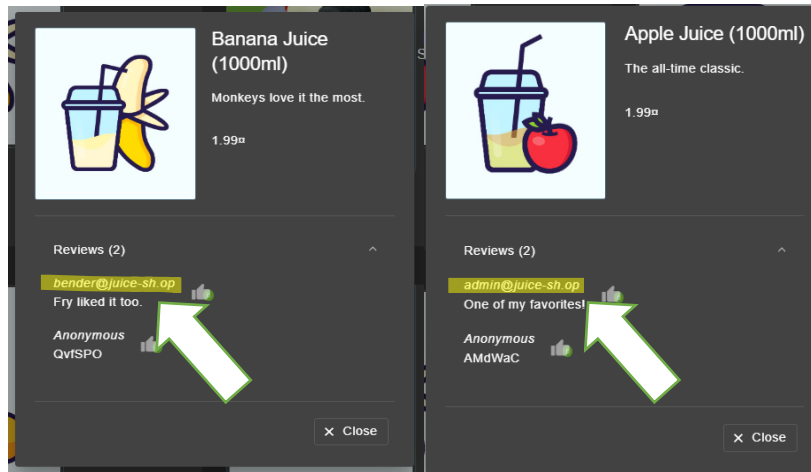 Banana Juice
(1000ml)
Monkeys love it the most.
1.99¤
Reviews (2)
bender@juice-sh.op
Fry liked it too.
Anonymous
QvfSPO
× Close
Apple Juice (1000ml)
The all-time classic.
1.99¤
Reviews (2)
admin@juice-sh.op
One of my favorites!
Anonymous
AMdWaC
× Close